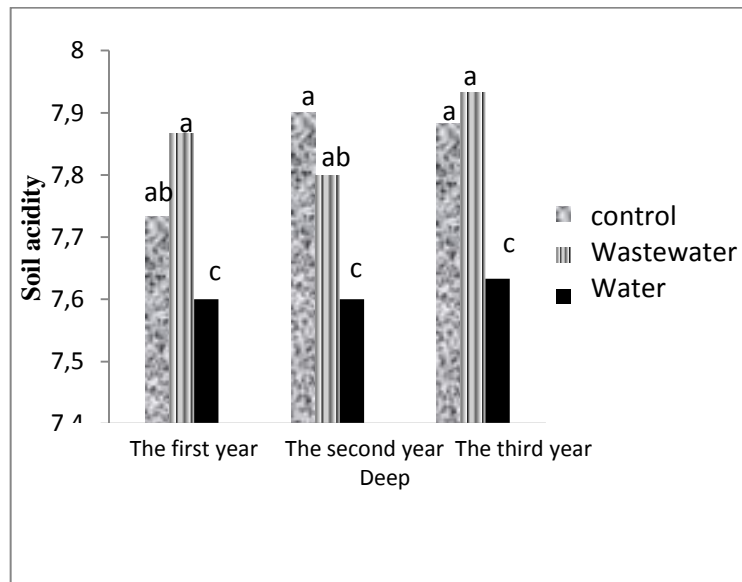 8
7,9
7,8
7,7
7,6
7,5
7,4
Soil acidity
ab
a
c
a
ab
c
a
a
c
The first year
The second year
The third year
Deep
control
Wastewater
Water